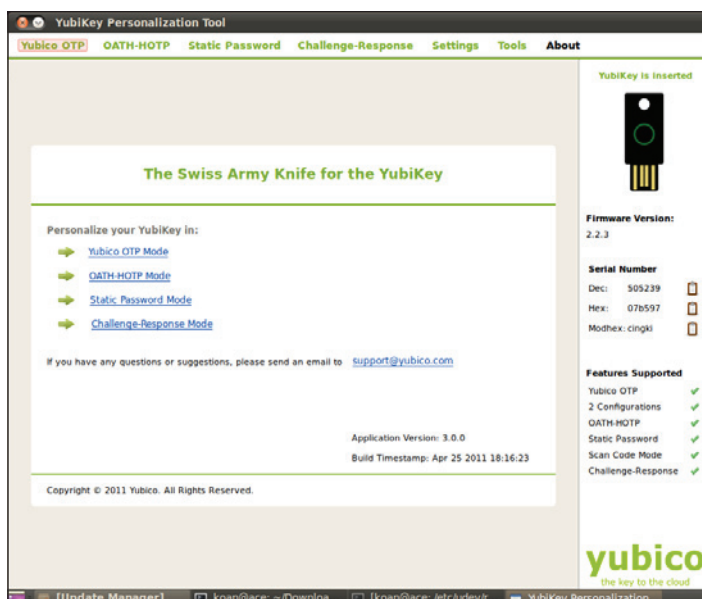 YubiKey Personalization Tool
Yubico OTP OATH-HOTP Static Password Challenge-Response Settings Tools About
The Swiss Army Knife for the YubiKey
Personalize your YubiKey in:
Yubico OTP Mode
OATH-HOTP Mode
Static Password Mode
Challenge-Response Mode
If you have any questions or suggestions, please send an email to support@yubico.com
Application Version: 3.0.0
Build Timestamp: Apr 25 2011 18:16:23
Copyright © 2011 Yubico. All Rights Reserved.
YubiKey is inserted
Firmware Version:
2.2.3
Serial Number
Dec: 505239
Hex: 07b597
Modhex: cingki
Features Supported
Yubico OTP
2 Configurations
OATH-HOTP
Static Password
Scan Code Mode
Challenge-Response
yubico
the key to the cloud
[Update Manager] koan@ace: ~/Downloa [koan@ace: /etc/udev/r YubiKey Personalization